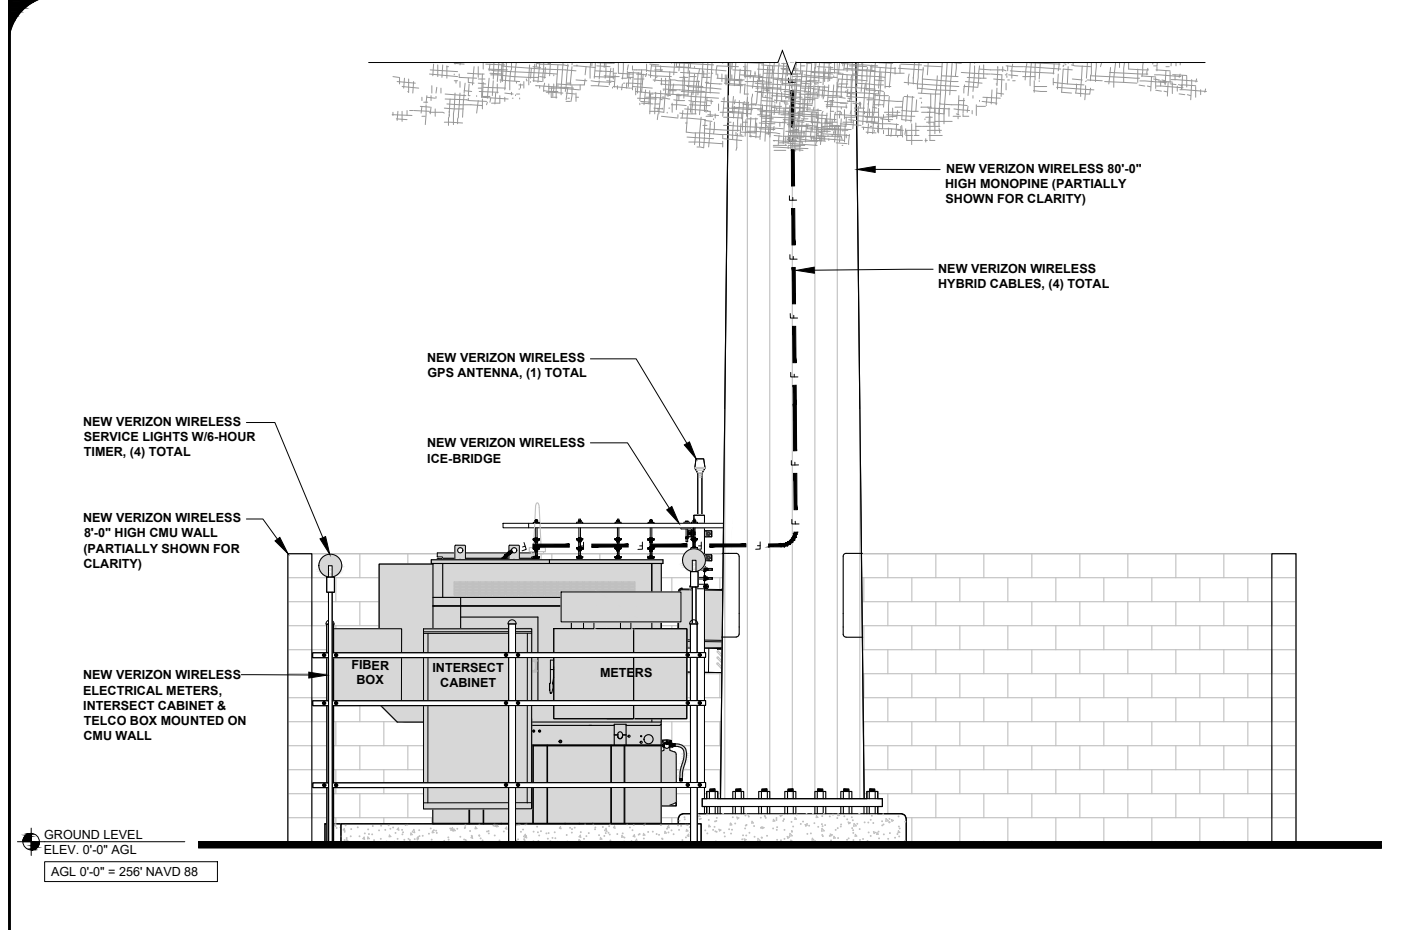 NEW VERIZON WIRELESS 80'-0"
HIGH MONOPINE (PARTIALLY
SHOWN FOR CLARITY)
NEW VERIZON WIRELESS
HYBRID CABLES, (4) TOTAL
NEW VERIZON WIRELESS
GPS ANTENNA, (1) TOTAL
NEW VERIZON WIRELESS
SERVICE LIGHTS W/6-HOUR
TIMER, (4) TOTAL
NEW VERIZON WIRELESS
ICE-BRIDGE
NEW VERIZON WIRELESS
8'-0" HIGH CMU WALL
(PARTIALLY SHOWN FOR
CLARITY)
NEW VERIZON WIRELESS
ELECTRICAL METERS,
INTERSECT CABINET &
TELCO BOX MOUNTED ON
CMU WALL
FIBER
BOX
INTERSECT
CABINET
METERS
F
F
F
F
F
F
F
F
F
F
F
GROUND LEVEL
ELEV. 0'-0" AGL
AGL 0'-0" = 256' NAVD 88